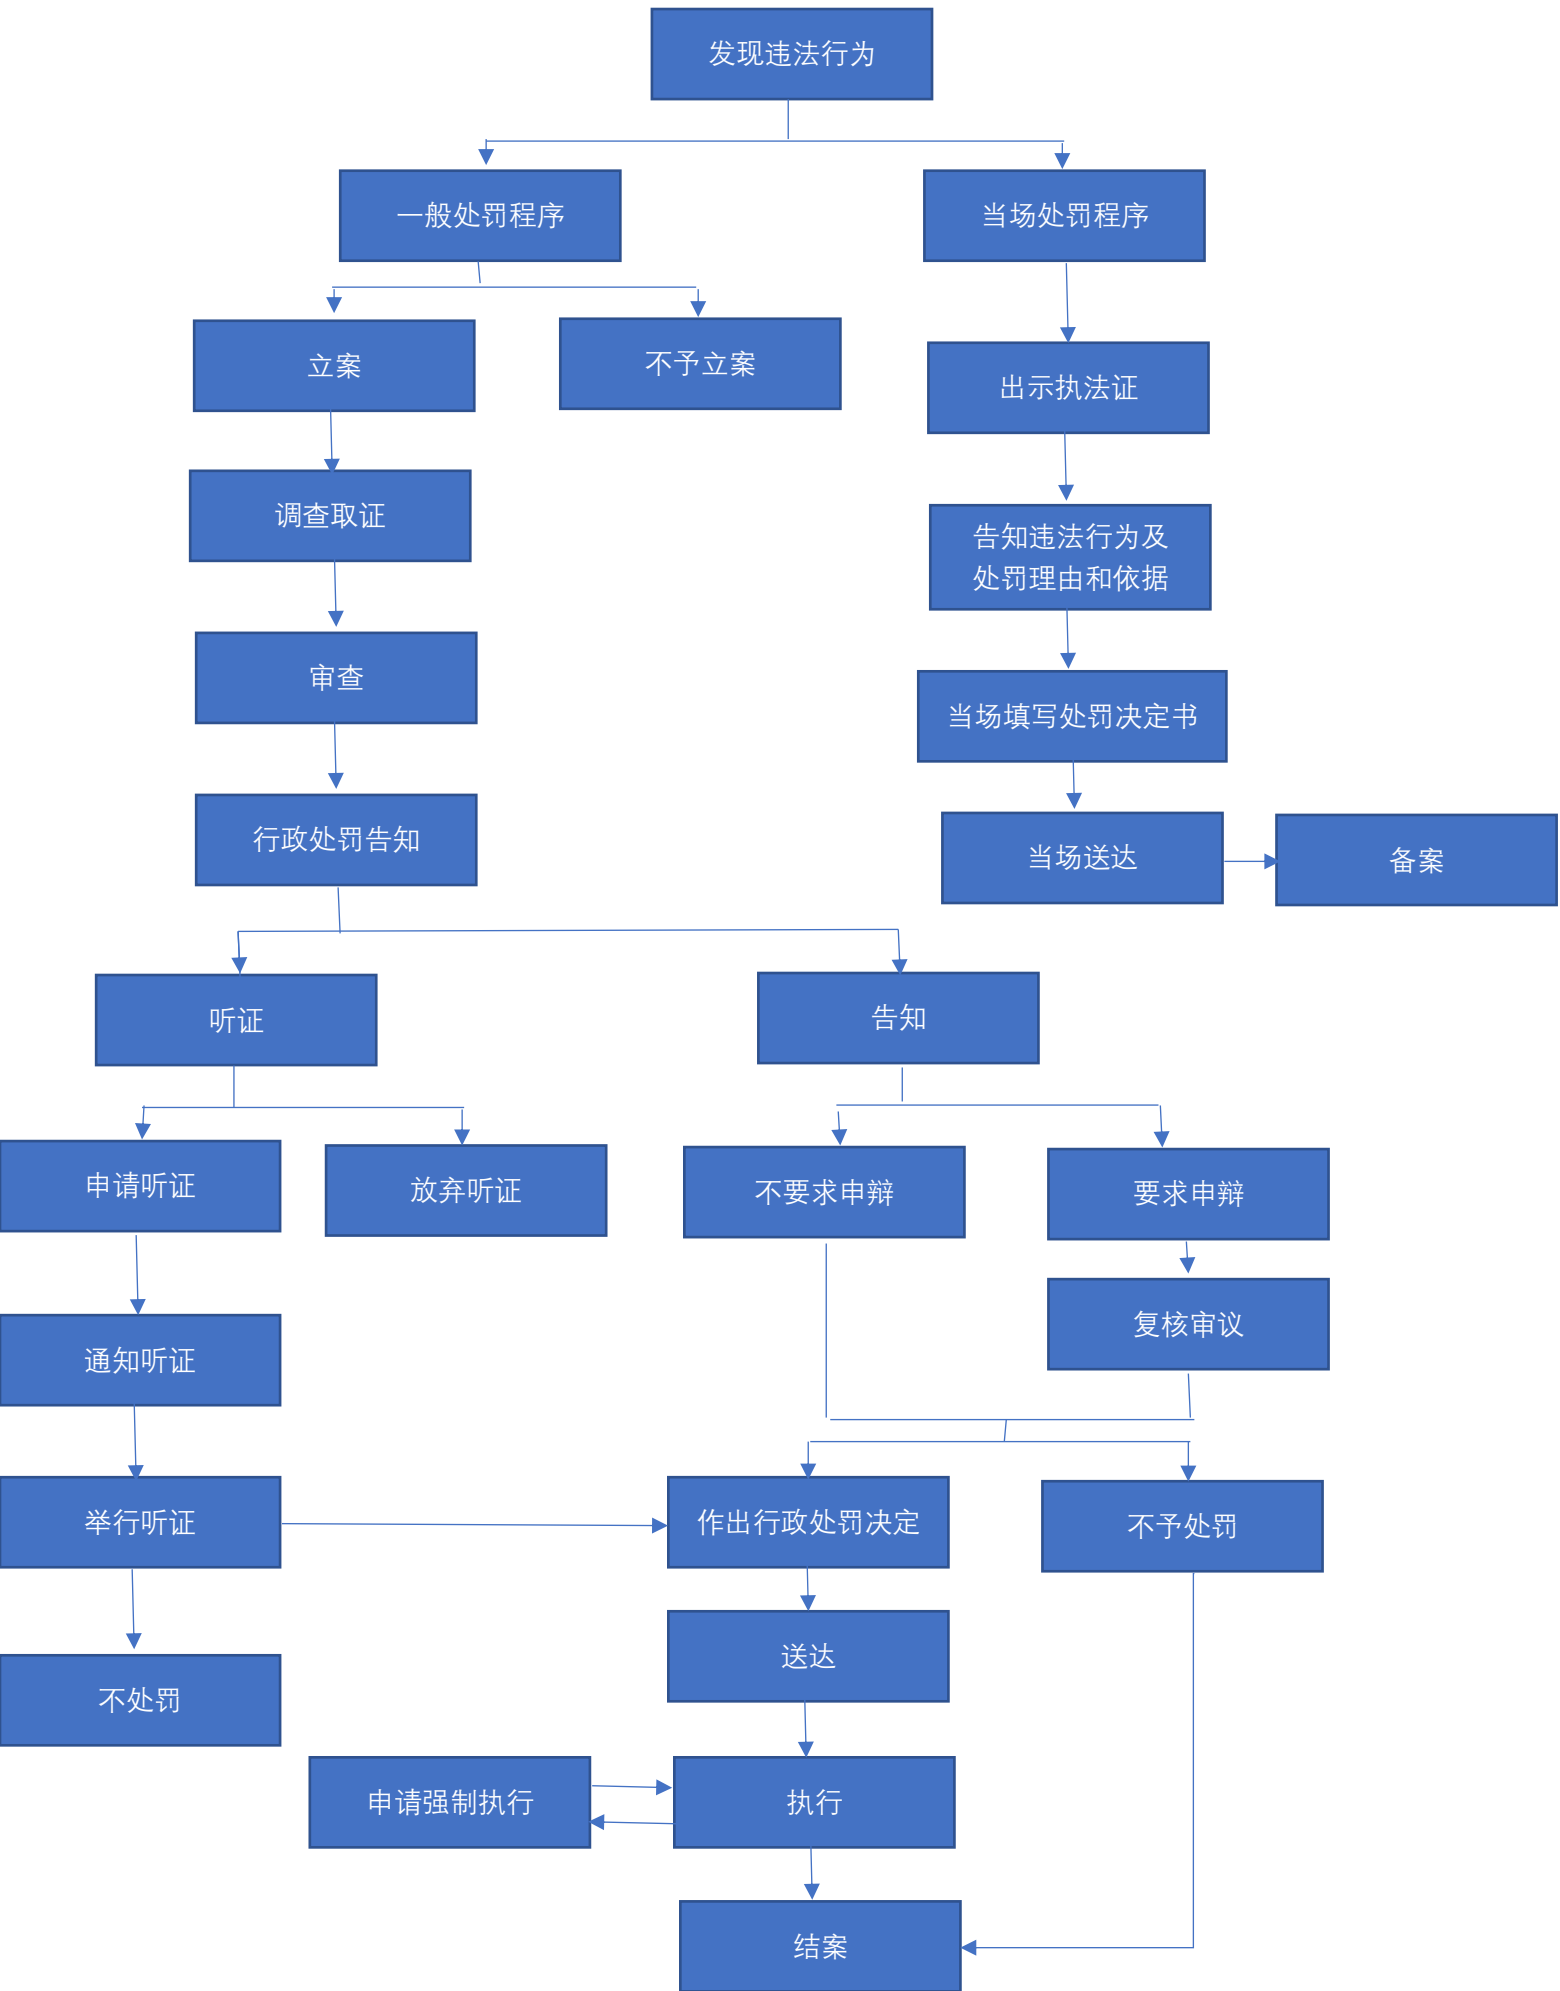 发现违法行为
一般处罚程序
当场处罚程序
立案
不予立案
出示执法证
调查取证
告知违法行为及
处罚理由和依据
审查
当场填写处罚决定书
行政处罚告知
当场送达
备案
听证
告知
申请听证
放弃听证
不要求申辩
要求申辩
复核审议
通知听证
举行听证
作出行政处罚决定
不予处罚
送达
不处罚
申请强制执行
执行
结案